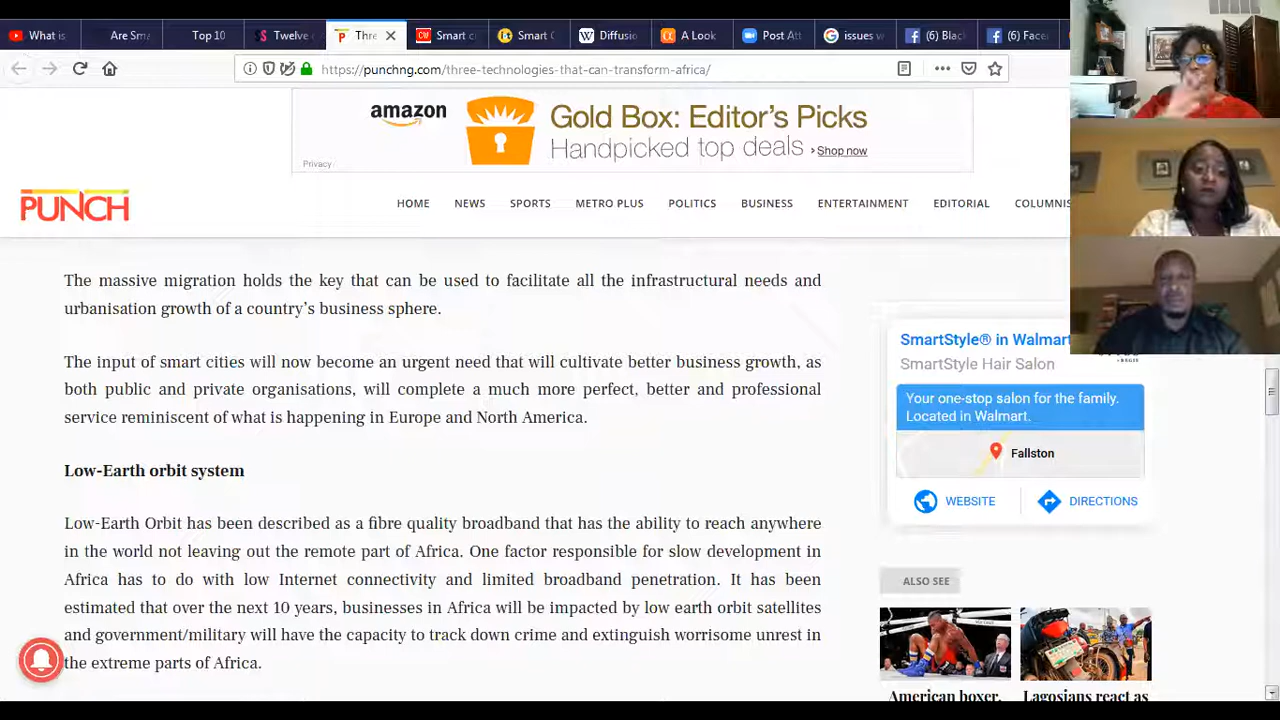 What is
Are Sma
Top 10
Twelve
Thre
Smart ci
Smart C
Diffusio
A Look
Post Att
issues w
(6) Blac
(6) Face
https://punchng.com/three-technologies-that-can-transform-africa/
amazon
Gold Box: Editor's Picks
Handpicked top deals › Shop now
Privacy
PUNCH
HOME NEWS SPORTS METRO PLUS POLITICS BUSINESS ENTERTAINMENT EDITORIAL COLUMNIS
The massive migration holds the key that can be used to facilitate all the infrastructural needs and
urbanisation growth of a country's business sphere.
The input of smart cities will now become an urgent need that will cultivate better business growth, as
both public and private organisations, will complete a much more perfect, better and professional
service reminiscent of what is happening in Europe and North America.
Low-Earth orbit system
Low-Earth Orbit has been described as a fibre quality broadband that has the ability to reach anywhere
in the world not leaving out the remote part of Africa. One factor responsible for slow development in
Africa has to do with low Internet connectivity and limited broadband penetration. It has been
estimated that over the next 10 years, businesses in Africa will be impacted by low earth orbit satellites
and government/military will have the capacity to track down crime and extinguish worrisome unrest in
the extreme parts of Africa.
SmartStyle® in Walmart
SmartStyle Hair Salon
Your one-stop salon for the family.
Located in Walmart.
Fallston
WEBSITE
DIRECTIONS
ALSO SEE
American boxer,
Lagosians react as